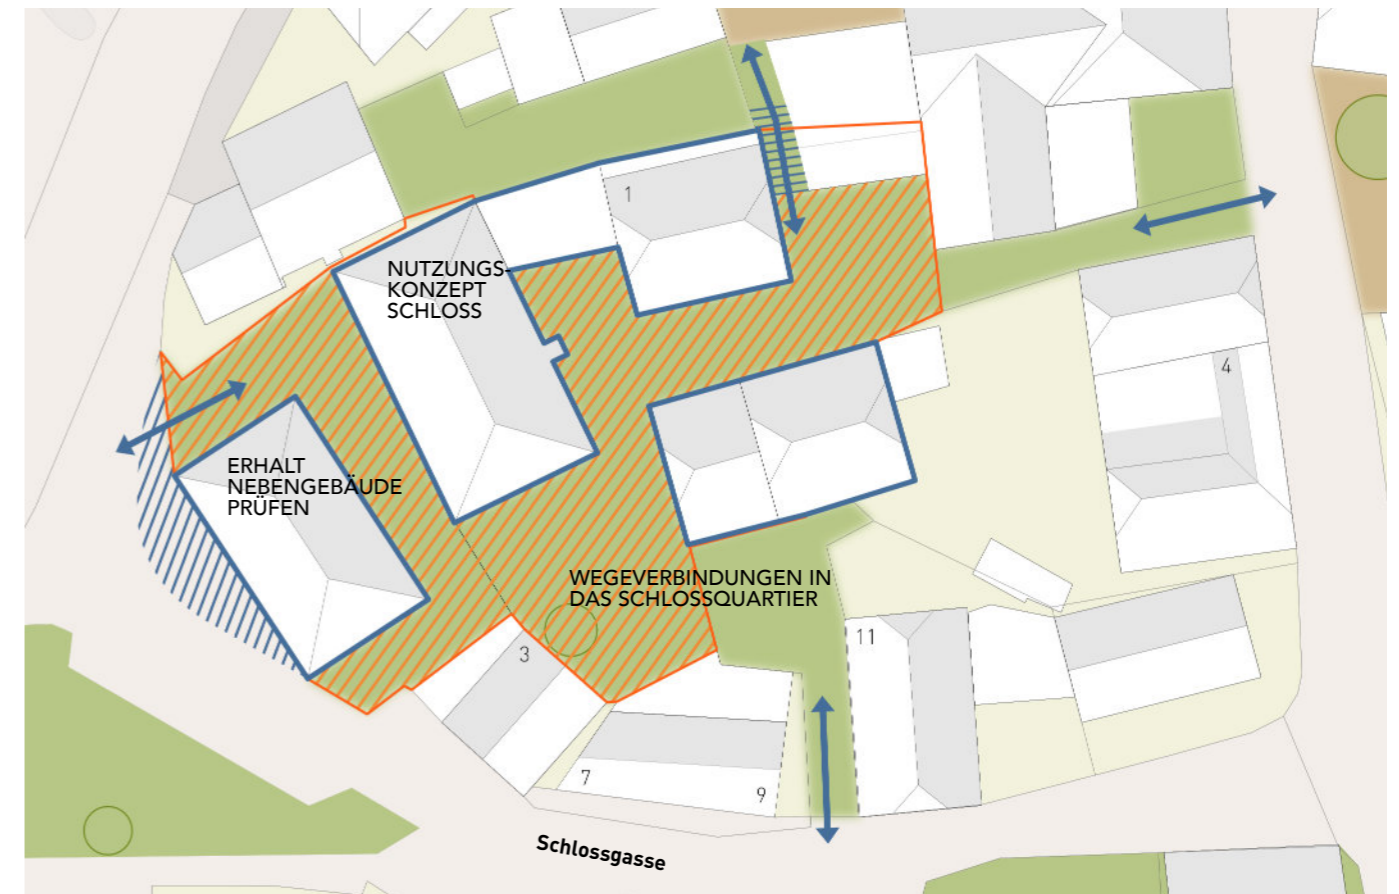 1
NUTZUNGS-
KONZEPT
SCHLOSS
4
ERHALT
NEBENGEBÄUDE
PRÜFEN
WEGEVERBINDUNGEN IN
DAS SCHLOSSQUARTIER
11
3
7
9
Schlossgasse